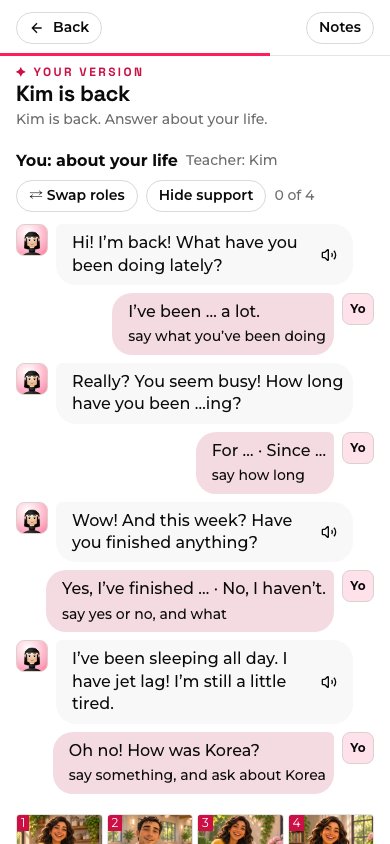 ← Back
Notes
✦ YOUR VERSION
Kim is back
Kim is back. Answer about your life.
You: about your life Teacher: Kim
⇄ Swap roles
Hide support
0 of 4
Hi! I’m back! What have you
been doing lately?
I’ve been … a lot.
say what you’ve been doing
Yo
Really? You seem busy! How long
have you been …ing?
For … · Since …
say how long
Yo
Wow! And this week? Have
you finished anything?
Yes, I’ve finished … · No, I haven’t.
say yes or no, and what
Yo
I’ve been sleeping all day. I
have jet lag! I’m still a little
tired.
Oh no! How was Korea?
say something, and ask about Korea
Yo
1
2
3
4